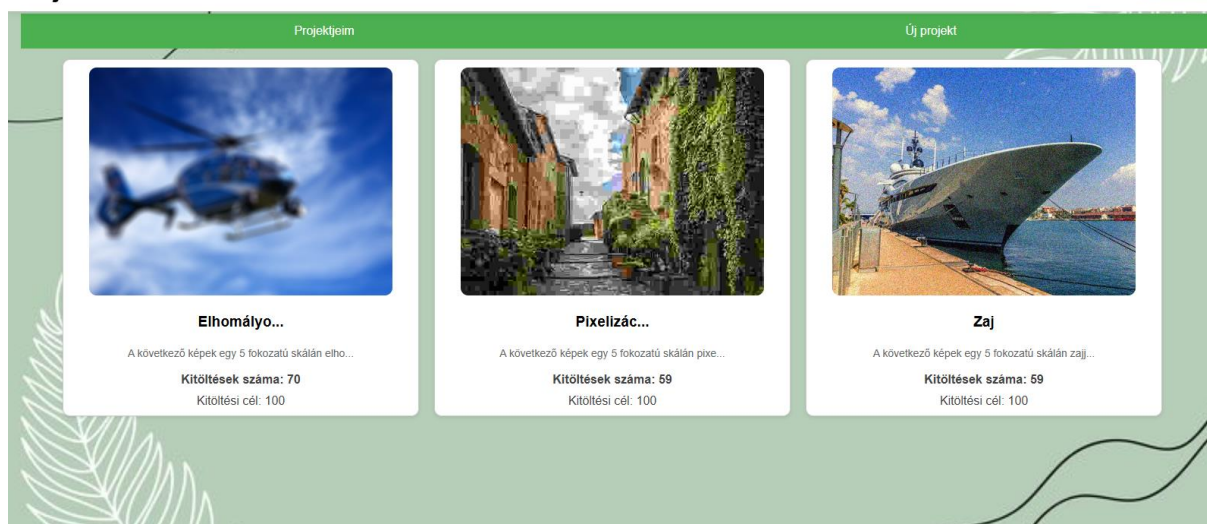 Projektjeim
Új projekt
Elhomályo...
A következő képek egy 5 fokozatú skálán elho...
Kitöltések száma: 70
Kitöltési cél: 100
Pixelizác...
A következő képek egy 5 fokozatú skálán pixe...
Kitöltések száma: 59
Kitöltési cél: 100
Zaj
A következő képek egy 5 fokozatú skálán zajj...
Kitöltések száma: 59
Kitöltési cél: 100